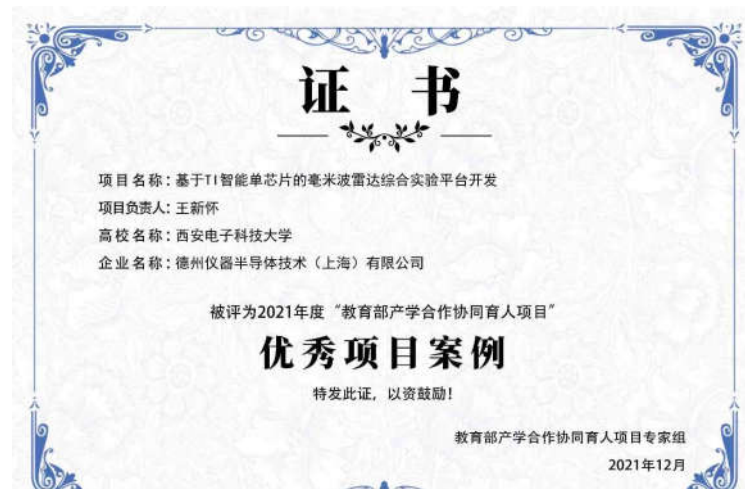 证 书
项目名称：基于TI智能单芯片的毫米波雷达综合实验平台开发
项目负责人：王新怀
高校名称：西安电子科技大学
企业名称：德州仪器半导体技术（上海）有限公司
被评为2021年度“教育部产学合作协同育人项目”
优秀项目案例
特发此证，以资鼓励！
教育部产学合作协同育人项目专家组
2021年12月